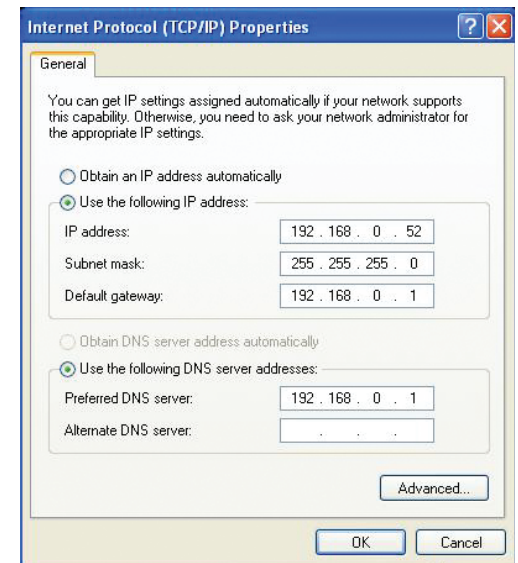 Internet Protocol (TCP/IP) Properties
General
You can get IP settings assigned automatically if your network supports
this capability. Otherwise, you need to ask your network administrator for
the appropriate IP settings.
Obtain an IP address automatically
Use the following IP address:
IP address: 192 . 168 . 0 . 52
Subnet mask: 255 . 255 . 255 . 0
Default gateway: 192 . 168 . 0 . 1
Obtain DNS server address automatically
Use the following DNS server addresses:
Preferred DNS server: 192 . 168 . 0 . 1
Alternate DNS server: . . .
Advanced...
OK Cancel